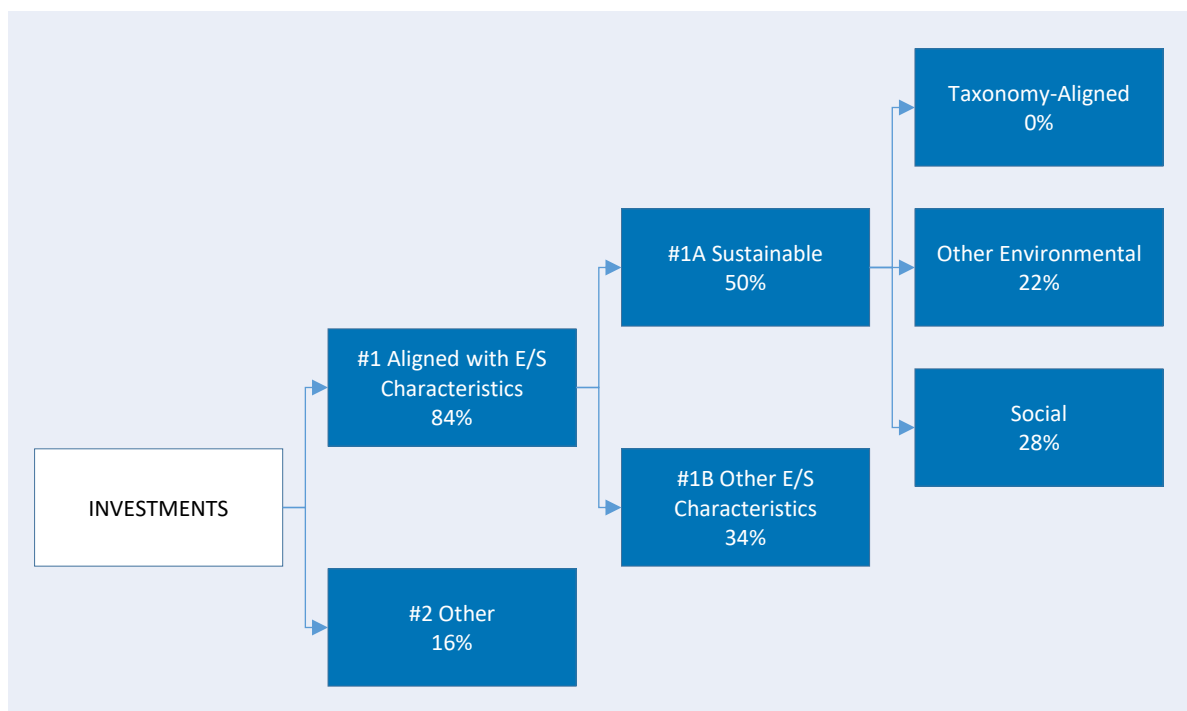 INVESTMENTS
#1 Aligned with E/S
Characteristics
84%
#2 Other
16%
#1A Sustainable
50%
#1B Other E/S
Characteristics
34%
Taxonomy-Aligned
0%
Other Environmental
22%
Social
28%